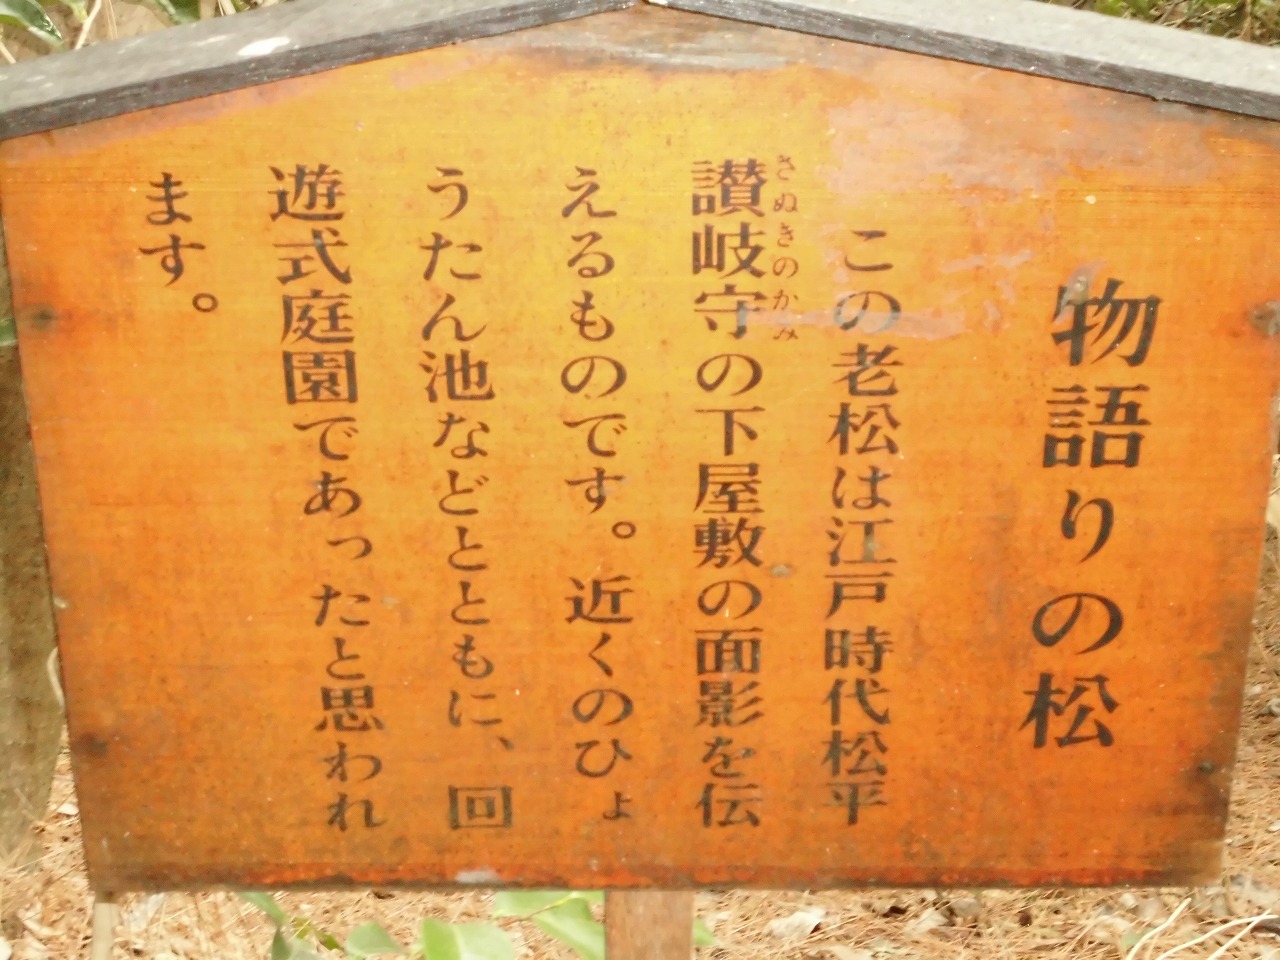 物語りの松
この老松は江戸時代松平
讃岐守の下屋敷の面影を伝
さぬきのかみ
えるものです。近くのひょ
うたん池などとともに、回
遊式庭園であったと思われ
ます。